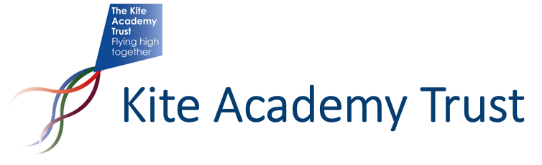 The Kite
Academy
Trust
Flying high
together
Kite Academy Trust